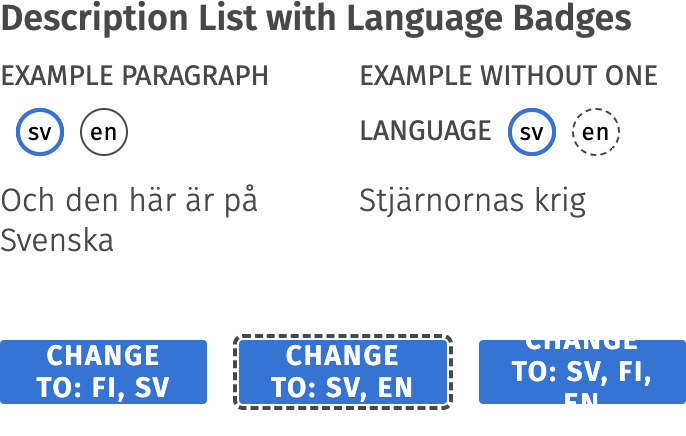 Description List with Language Badges
EXAMPLE PARAGRAPH
sv en
Och den här är på
Svenska
EXAMPLE WITHOUT ONE
LANGUAGE sv en
Stjärnornas krig
CHANGE
TO: FI, SV
CHANGE
TO: SV, EN
CHANGE
TO: SV, FI,
EN